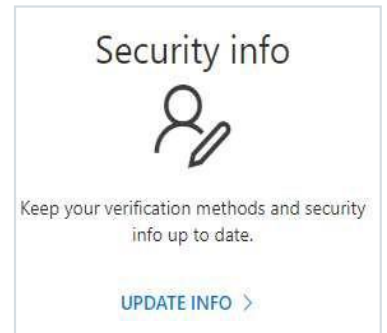 Security info
Keep your verification methods and security
info up to date.
UPDATE INFO >